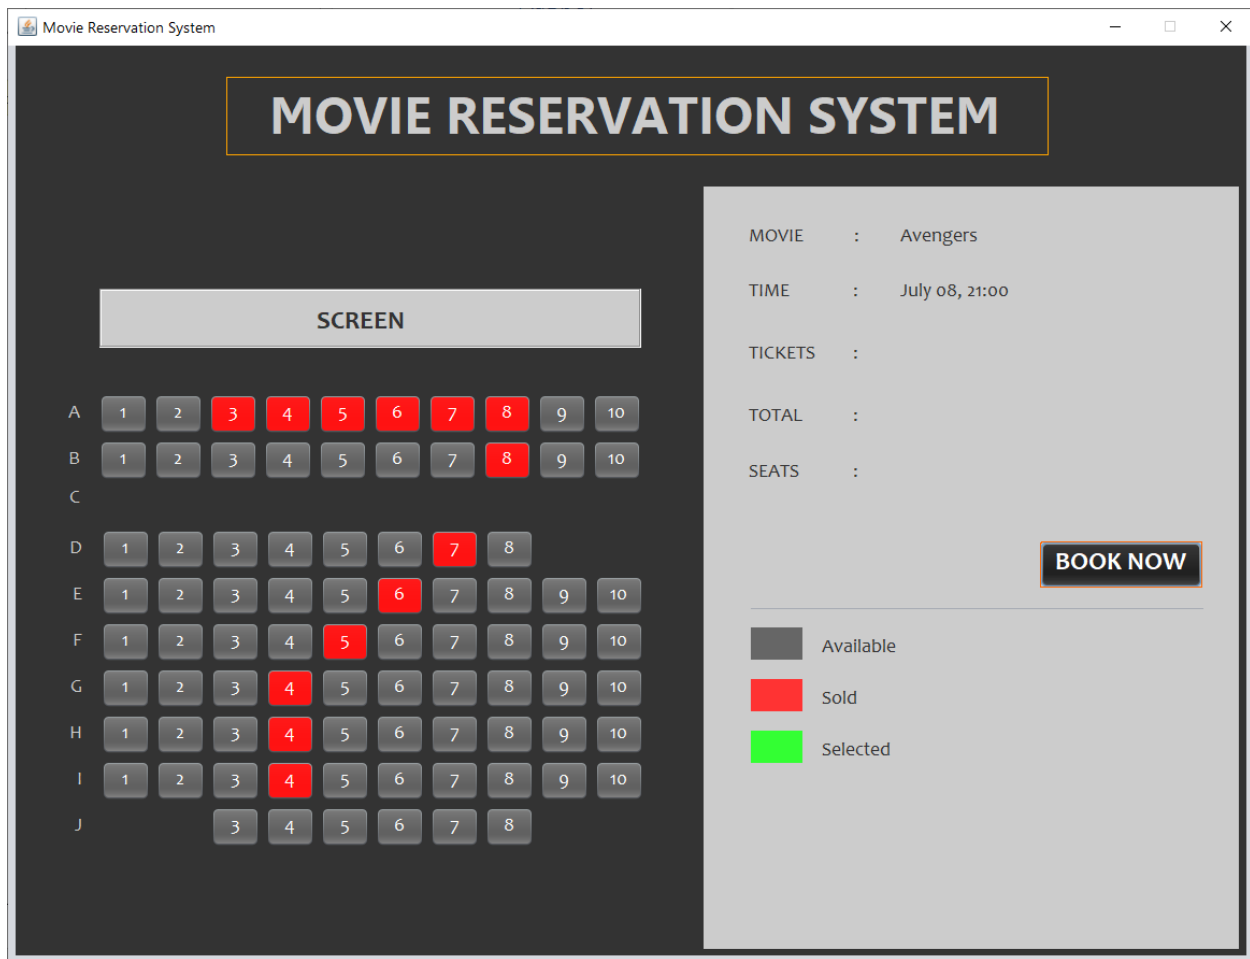 Movie Reservation System
MOVIE RESERVATION SYSTEM
SCREEN
A 1 2 3 4 5 6 7 8 9 10
B 1 2 3 4 5 6 7 8 9 10
C
D 1 2 3 4 5 6 7 8
E 1 2 3 4 5 6 7 8 9 10
F 1 2 3 4 5 6 7 8 9 10
G 1 2 3 4 5 6 7 8 9 10
H 1 2 3 4 5 6 7 8 9 10
I 1 2 3 4 5 6 7 8 9 10
J 3 4 5 6 7 8
MOVIE : Avengers
TIME : July 08, 21:00
TICKETS :
TOTAL :
SEATS :
BOOK NOW
Available
Sold
Selected